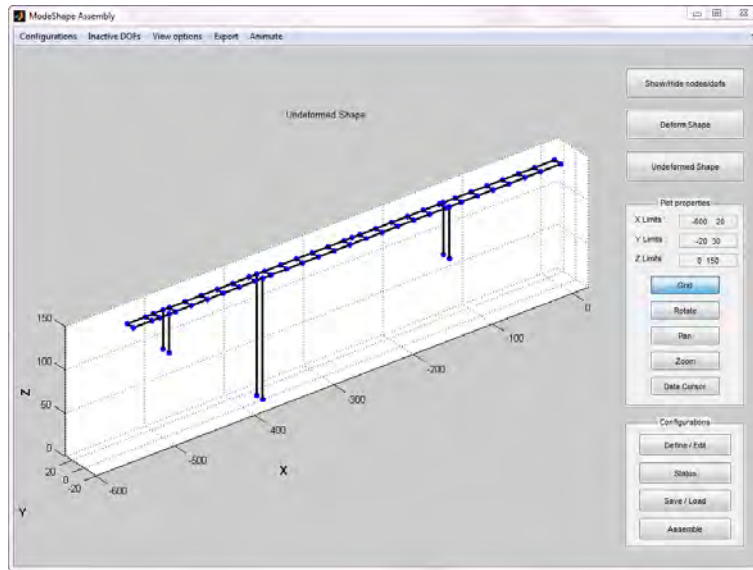 ModeShape Assembly
Configurations Inactive DOFs View options Export Animate
Undeformed Shape
150
100
50
0
Z
20
0
-20
Y
-600
-500
-400
-300
-200
-100
0
X
Show/Hide nodes/dofs
Deform Shape
Undeformed Shape
Plot properties
X Limits -600 20
Y Limits -20 30
Z Limits 0 150
Grid
Rotate
Pan
Zoom
Data Cursor
Configurations
Define / Edit
Status
Save / Load
Assemble